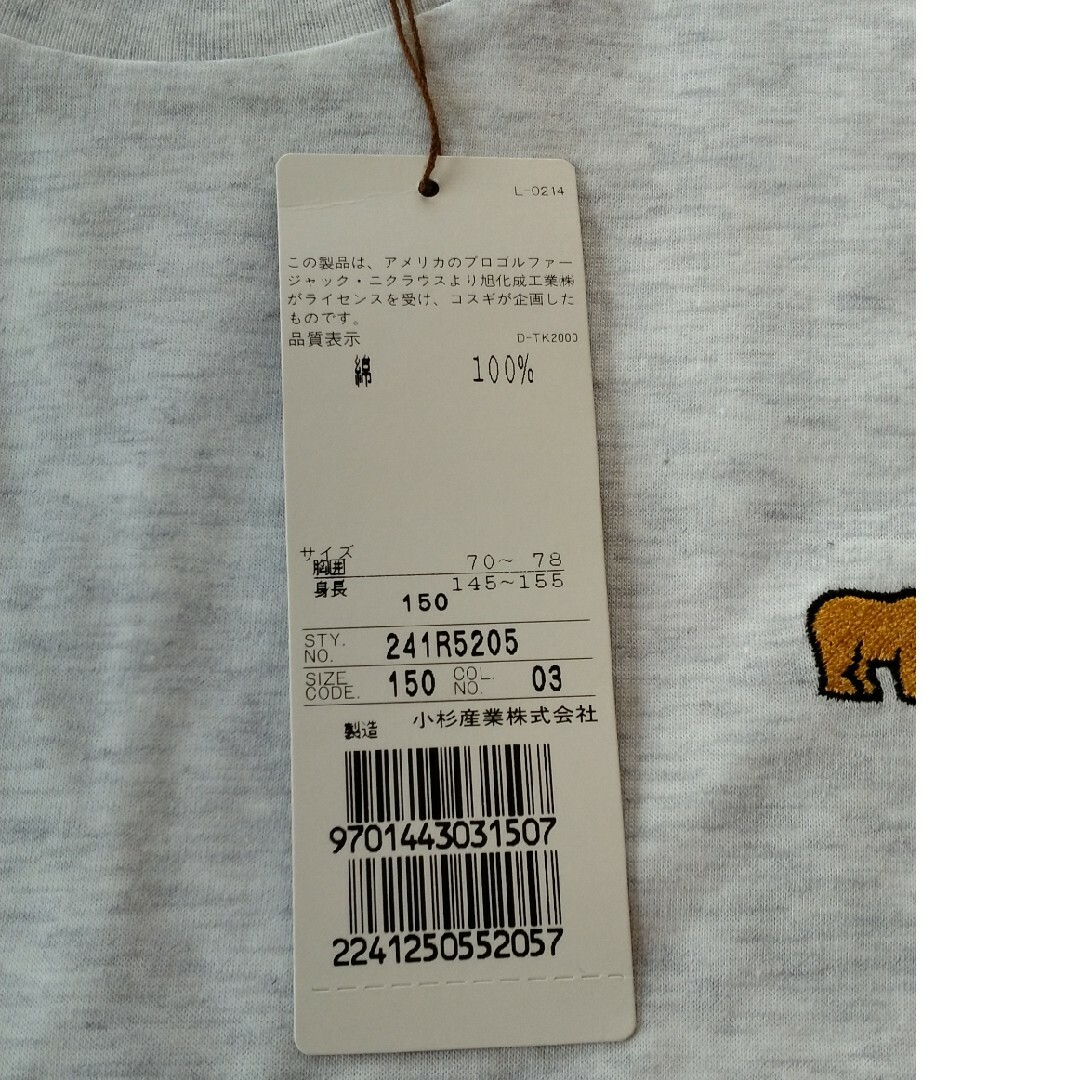 L-0214
この製品は、アメリカのプロゴルファー
ジャック・ニクラウスより旭化成工業㈱
がライセンスを受け、コスギが企画した
ものです。
品質表示 D-TK2000
綿 100%
サイズ
胸囲 70～ 78
身長 145～155
150
STY. NO. 241R5205
SIZE CODE. 150 COL. NO. 03
製造 小杉産業株式会社
9701443031507
2241250552057